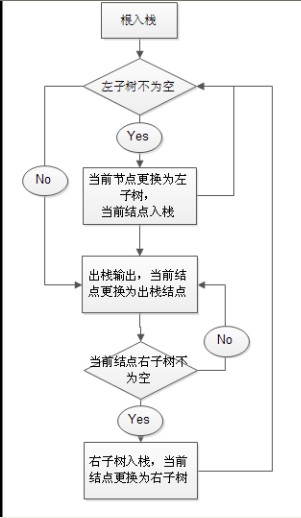 根入栈
左子树不为空
Yes
No
当前节点更换为左
子树,
当前结点入栈
出栈输出，当前结
点更换为出栈结点
No
当前结点右子树不
为空
Yes
右子树入栈，当前
结点更换为右子树